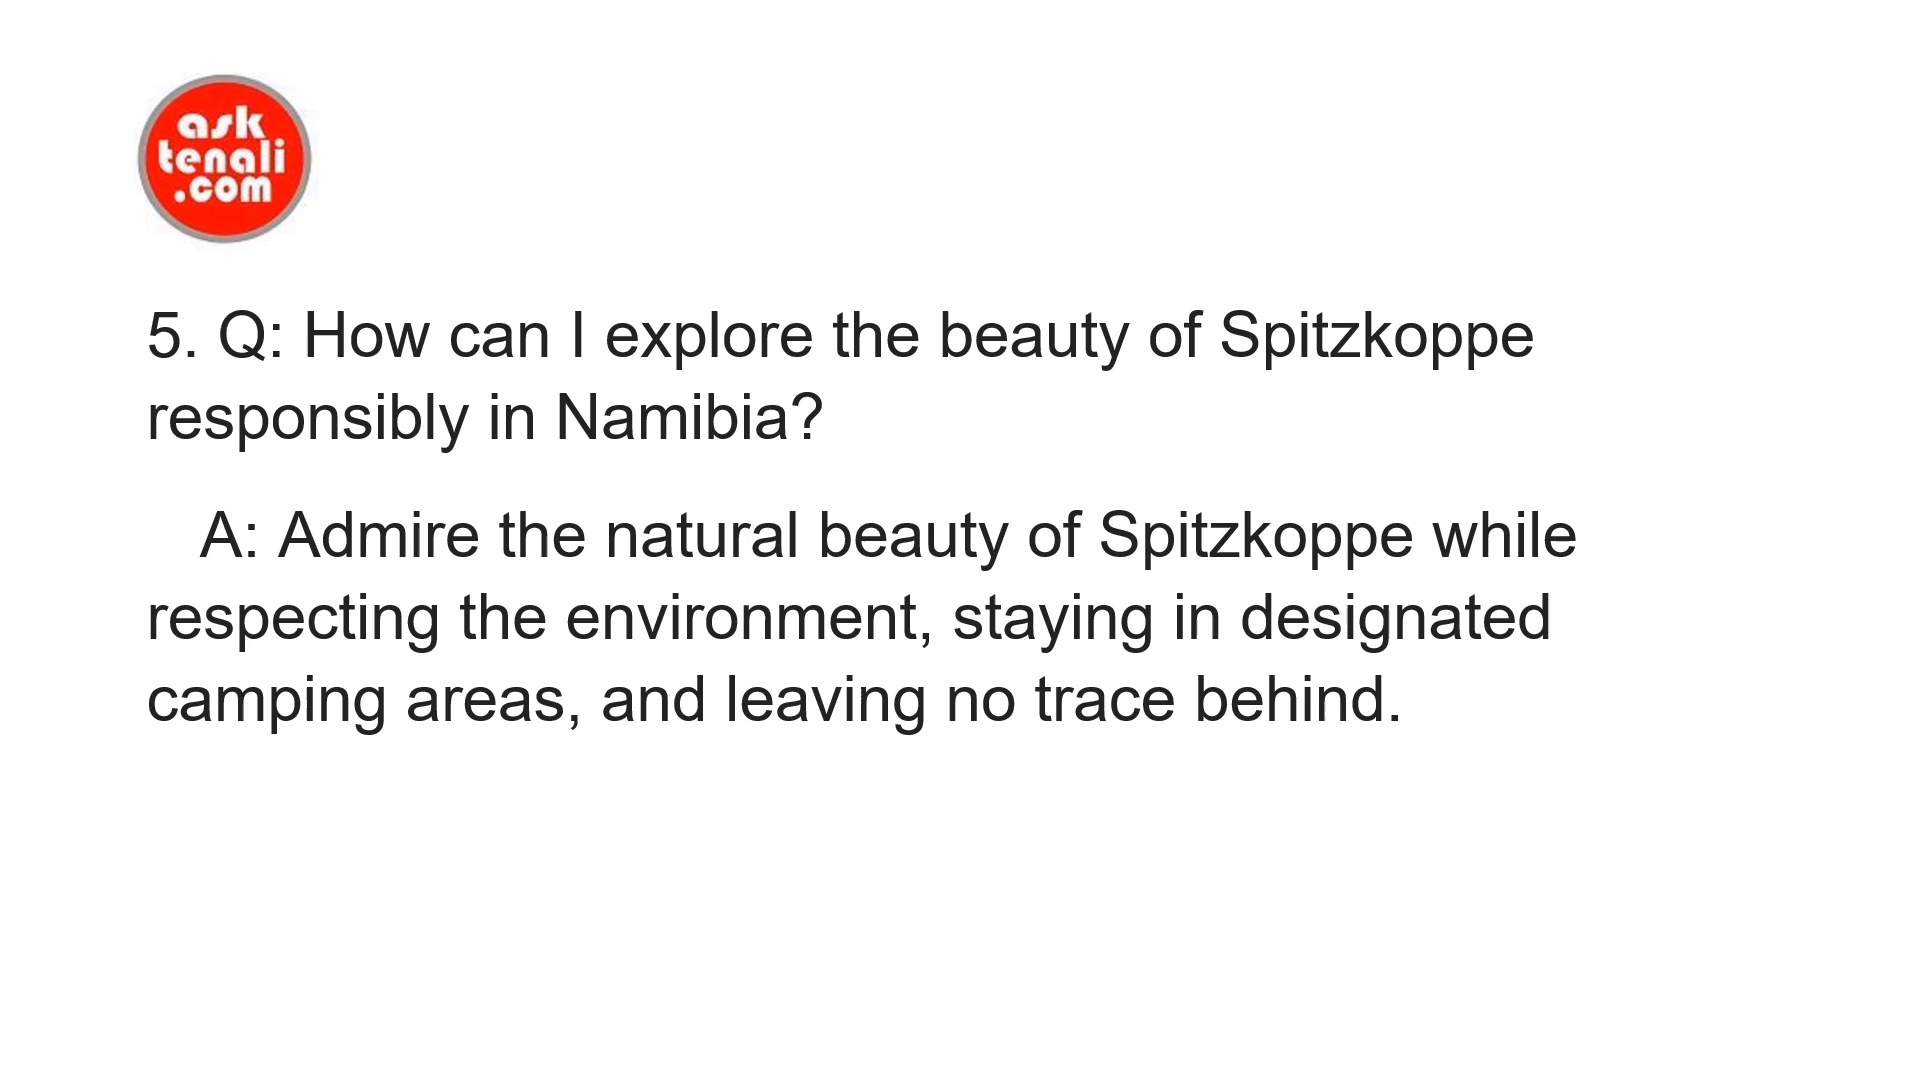 ask
tenali
.com
5. Q: How can I explore the beauty of Spitzkoppe
responsibly in Namibia?
A: Admire the natural beauty of Spitzkoppe while
respecting the environment, staying in designated
camping areas, and leaving no trace behind.